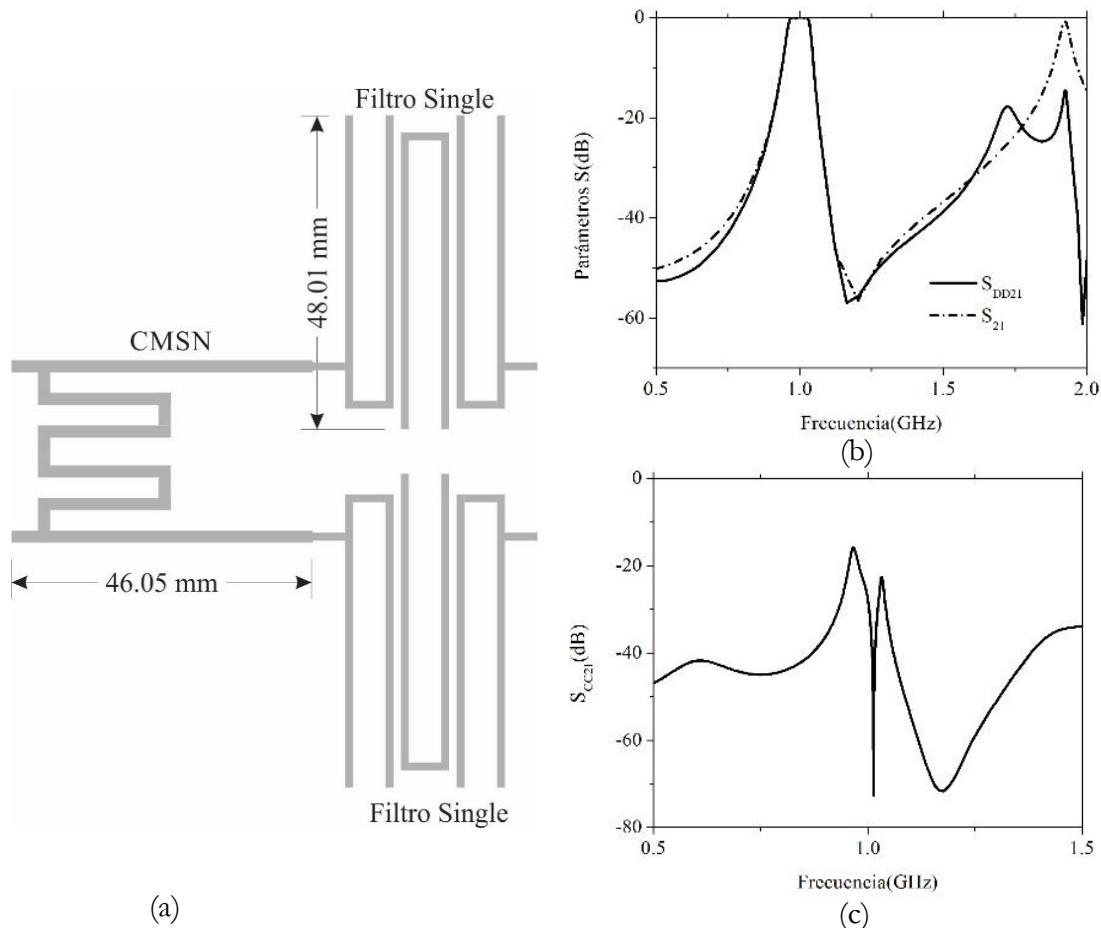 Filtro Single
48.01 mm
CMSN
46.05 mm
Filtro Single
(a)
0
-20
-40
-60
Parámetros S(dB)
S_DD21
S_21
0.5
1.0
1.5
2.0
Frecuencia(GHz)
(b)
0
-20
-40
-60
-80
S_CC21(dB)
0.5
1.0
1.5
Frecuencia(GHz)
(c)